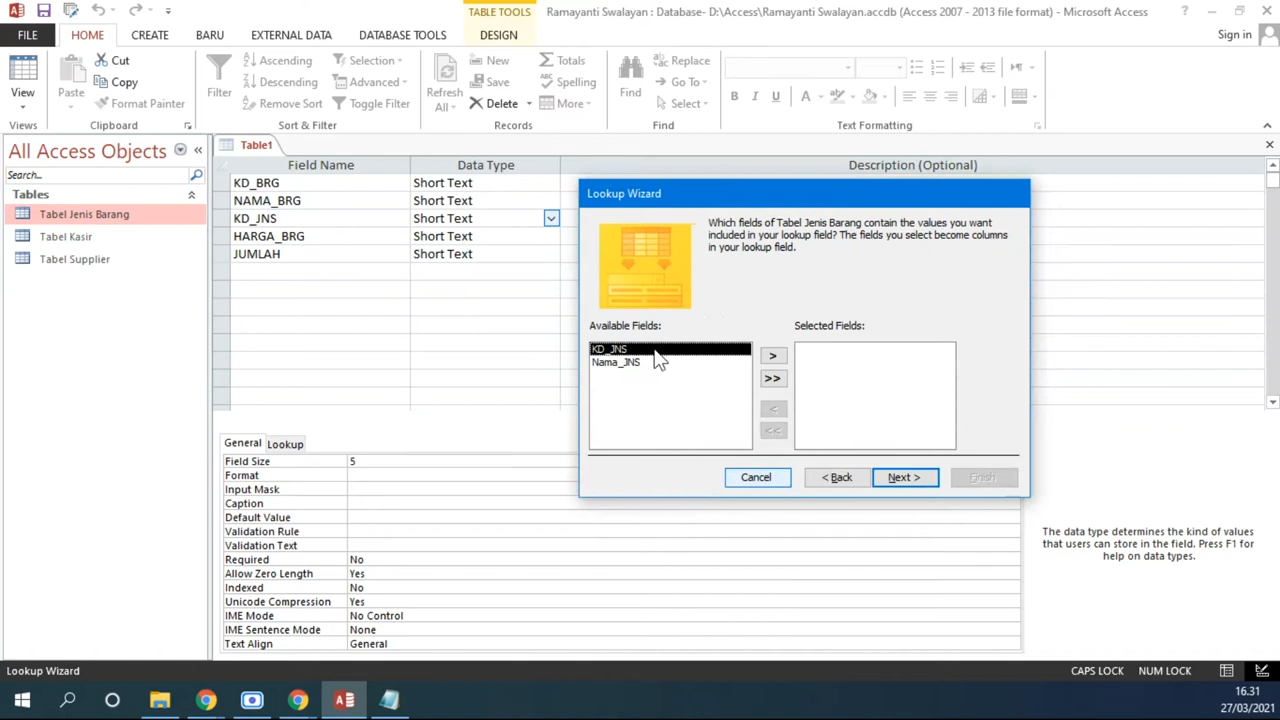 TABLE TOOLS
Ramayanti Swalayan : Database- D:\Access\Ramayanti Swalayan.accdb (Access 2007 - 2013 file format) - Microsoft Access
?
FILE
HOME
CREATE
BARU
EXTERNAL DATA
DATABASE TOOLS
DESIGN
Sign in
View
Paste
Cut
Copy
Format Painter
Filter
Ascending
Descending
Remove Sort
Selection
Advanced
Toggle Filter
Refresh
All
New
Save
Delete
Totals
Spelling
More
Find
Replace
Go To
Select
B I U A
Views
Clipboard
Sort & Filter
Records
Find
Text Formatting
All Access Objects
Search...
Tables
Tabel Jenis Barang
Tabel Kasir
Tabel Supplier
Table1
Field Name
Data Type
Description (Optional)
KD_BRG Short Text
NAMA_BRG Short Text
KD_JNS Short Text
HARGA_BRG Short Text
JUMLAH Short Text
Lookup Wizard
Which fields of Tabel Jenis Barang contain the values you want
included in your lookup field? The fields you select become columns
in your lookup field.
Available Fields:
Selected Fields:
KD_JNS
Nama_JNS
>
>>
<
<<
Cancel
< Back
Next >
Finish
General
Lookup
Field Size 5
Format
Input Mask
Caption
Default Value
Validation Rule
Validation Text
Required No
Allow Zero Length Yes
Indexed No
Unicode Compression Yes
IME Mode No Control
IME Sentence Mode None
Text Align General
The data type determines the kind of values
that users can store in the field. Press F1 for
help on data types.
Lookup Wizard
CAPS LOCK
NUM LOCK
16.31
27/03/2021